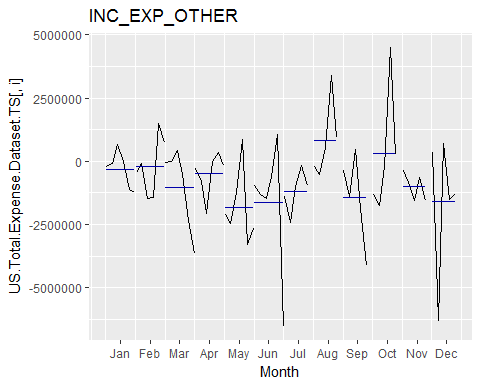 INC_EXP_OTHER
US.Total.Expense.Dataset.TS[, i]
5000000
2500000
0
-2500000
-5000000
Jan Feb Mar Apr May Jun Jul Aug Sep Oct Nov Dec
Month